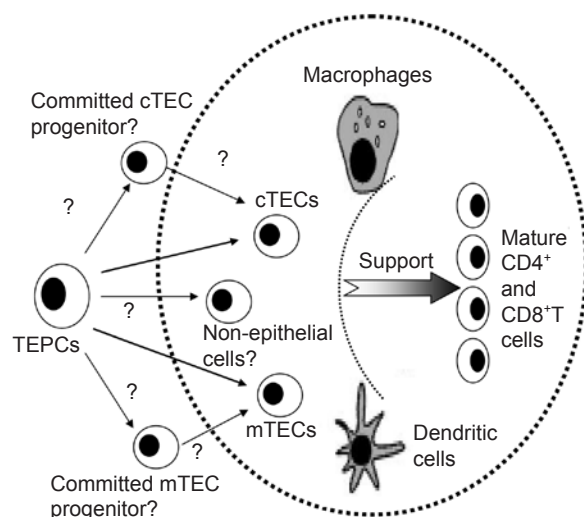 Macrophages
Committed cTEC
progenitor?
?
cTECs
?
Support
Mature
CD4⁺
and
CD8⁺T
cells
TEPCs
?
Non-epithelial
cells?
?
mTECs
?
Dendritic
cells
Committed mTEC
progenitor?